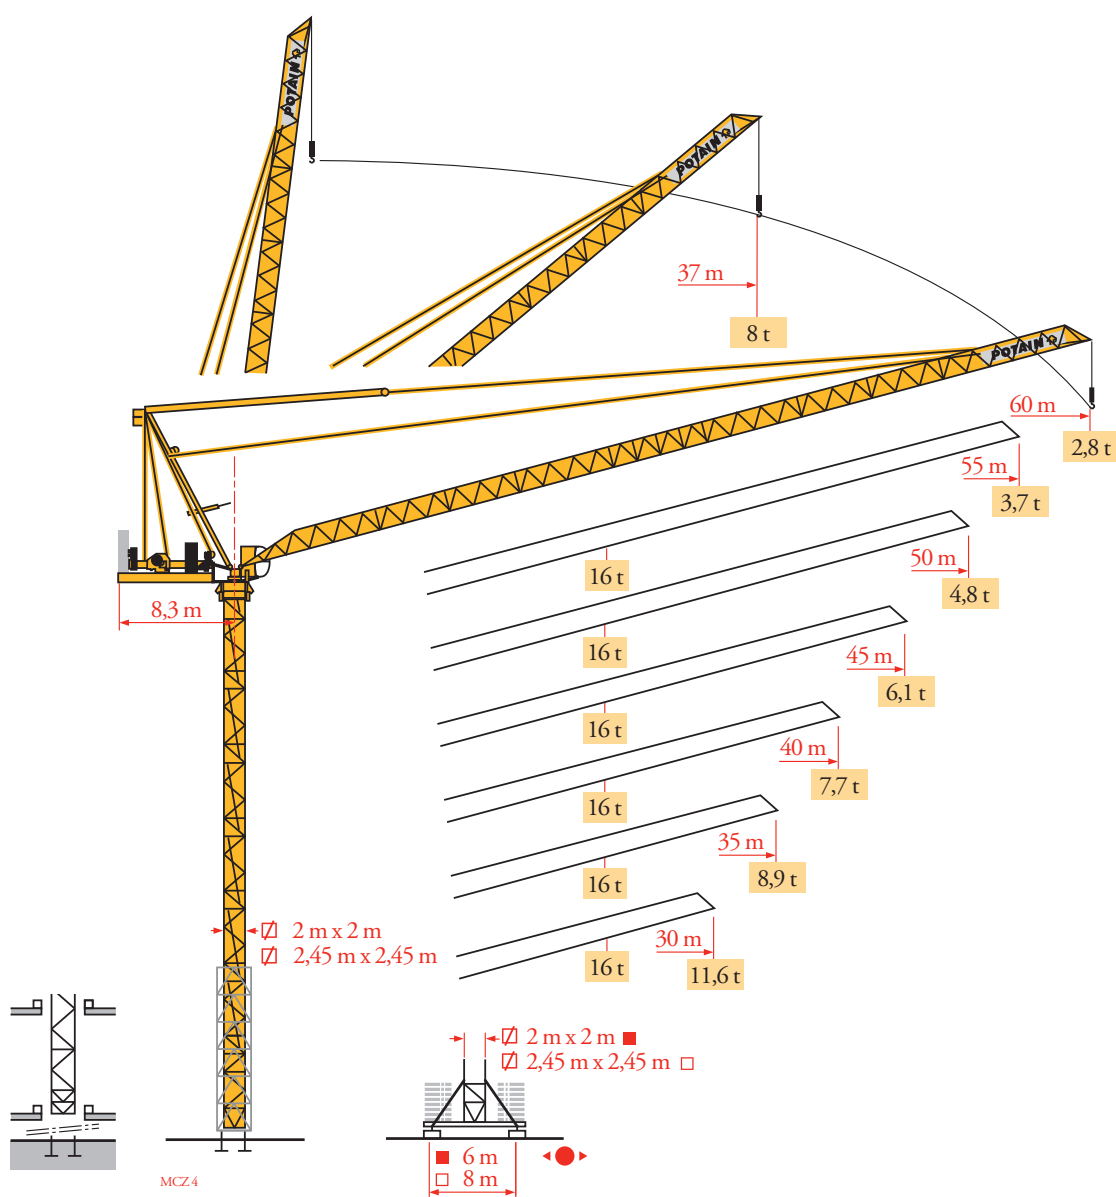 POTAIN
POTAIN
37 m
8 t
POTAIN
60 m
2,8 t
55 m
3,7 t
16 t
50 m
4,8 t
8,3 m
16 t
45 m
6,1 t
16 t
40 m
7,7 t
16 t
35 m
8,9 t
16 t
2 m x 2 m
30 m
2,45 m x 2,45 m
16 t
11,6 t
2 m x 2 m
2,45 m x 2,45 m
6 m
8 m
MCZ 4